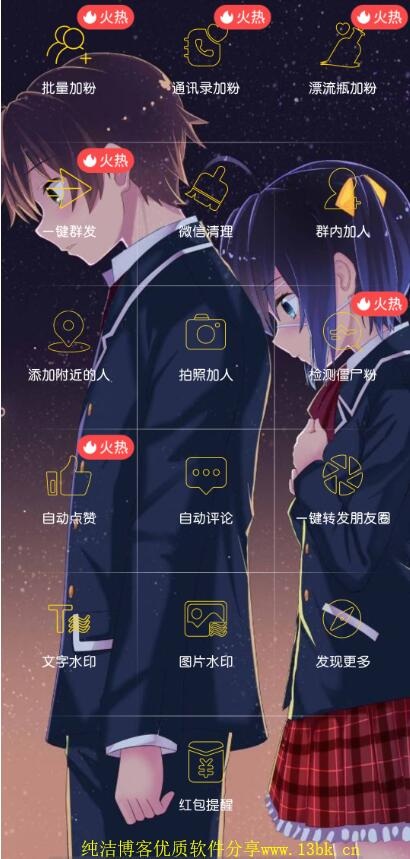 火热 火热 火热
批量加粉 通讯录加粉 漂流瓶加粉
火热
一键群发 微信清理 群内加人
火热
添加附近的人 拍照加人 检测僵尸粉
火热
自动点赞 自动评论 一键转发朋友圈
文字水印 图片水印 发现更多
红包提醒
纯洁博客优质软件分享www.13bk.cn